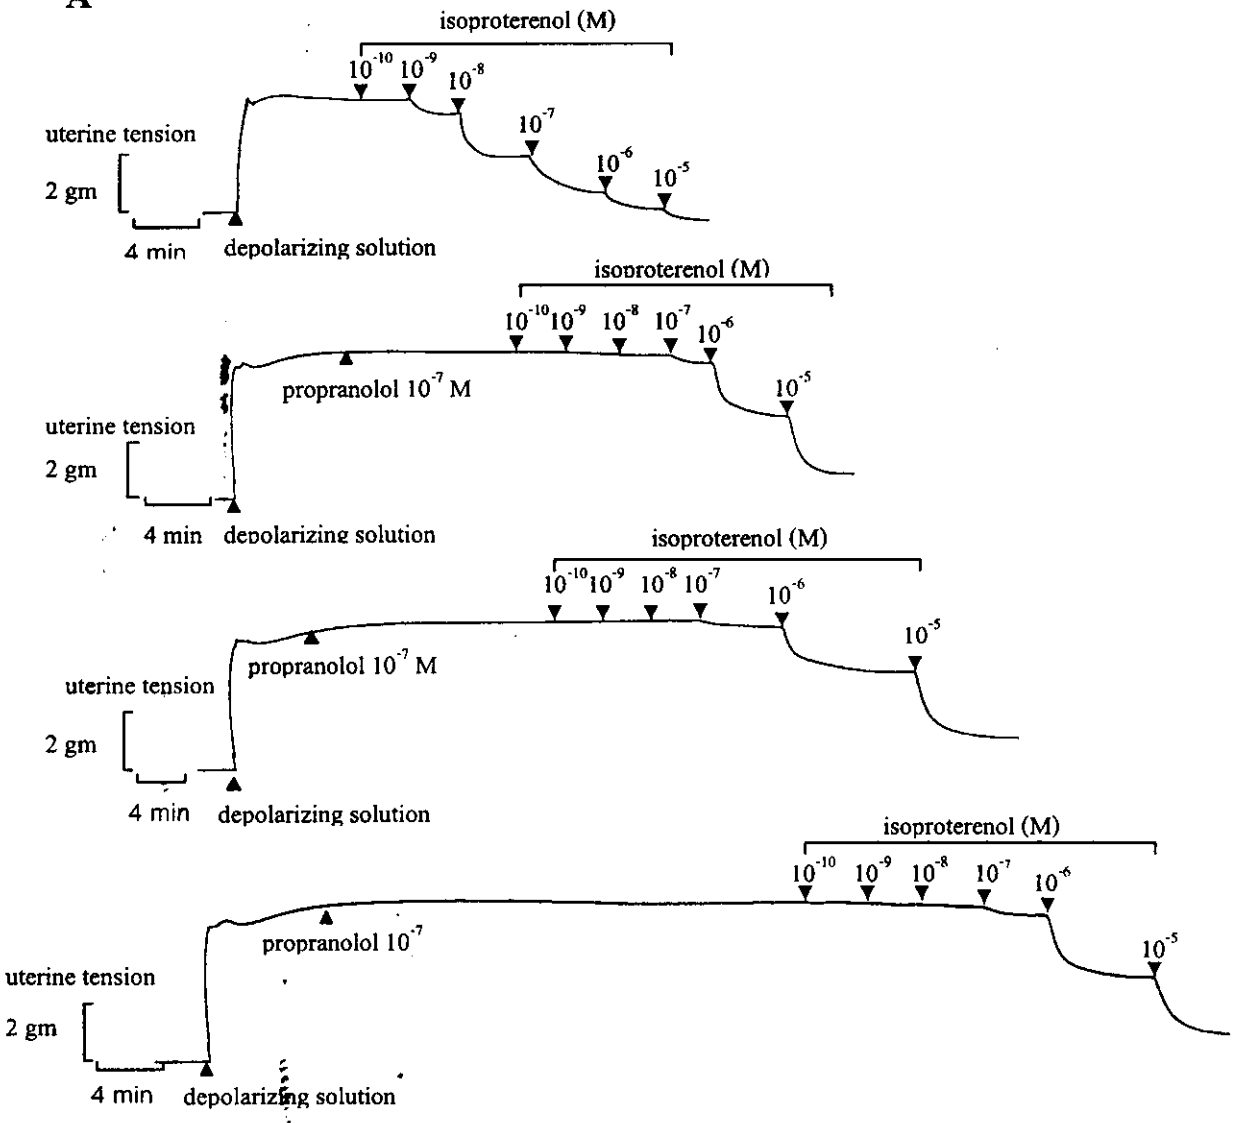 A
isoproterenol (M)
10⁻¹⁰ 10⁻⁹ 10⁻⁸
10⁻⁷
10⁻⁶
10⁻⁵
uterine tension
2 gm
4 min
depolarizing solution
isoproterenol (M)
10⁻¹⁰ 10⁻⁹ 10⁻⁸ 10⁻⁷ 10⁻⁶
10⁻⁵
propranolol 10⁻⁷ M
uterine tension
2 gm
4 min
depolarizing solution
isoproterenol (M)
10⁻¹⁰ 10⁻⁹ 10⁻⁸ 10⁻⁷
10⁻⁶
10⁻⁵
propranolol 10⁻⁷ M
uterine tension
2 gm
4 min
depolarizing solution
isoproterenol (M)
10⁻¹⁰ 10⁻⁹ 10⁻⁸ 10⁻⁷
10⁻⁶
10⁻⁵
propranolol 10⁻⁷
uterine tension
2 gm
4 min
depolarizing solution